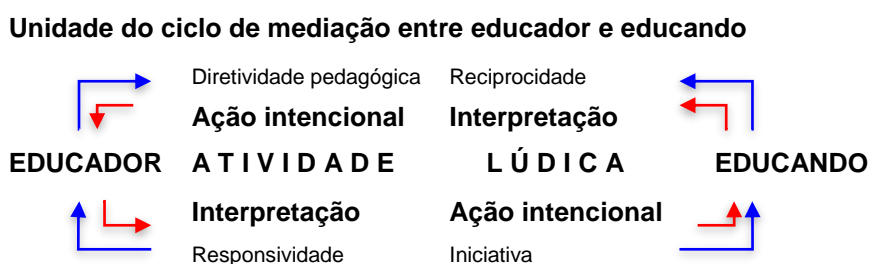 Unidade do ciclo de mediação entre educador e educando
Diretividade pedagógica Reciprocidade
Ação intencional Interpretação
EDUCADOR A T I V I D A D E L Ú D I C A EDUCANDO
Interpretação Ação intencional
Responsividade Iniciativa